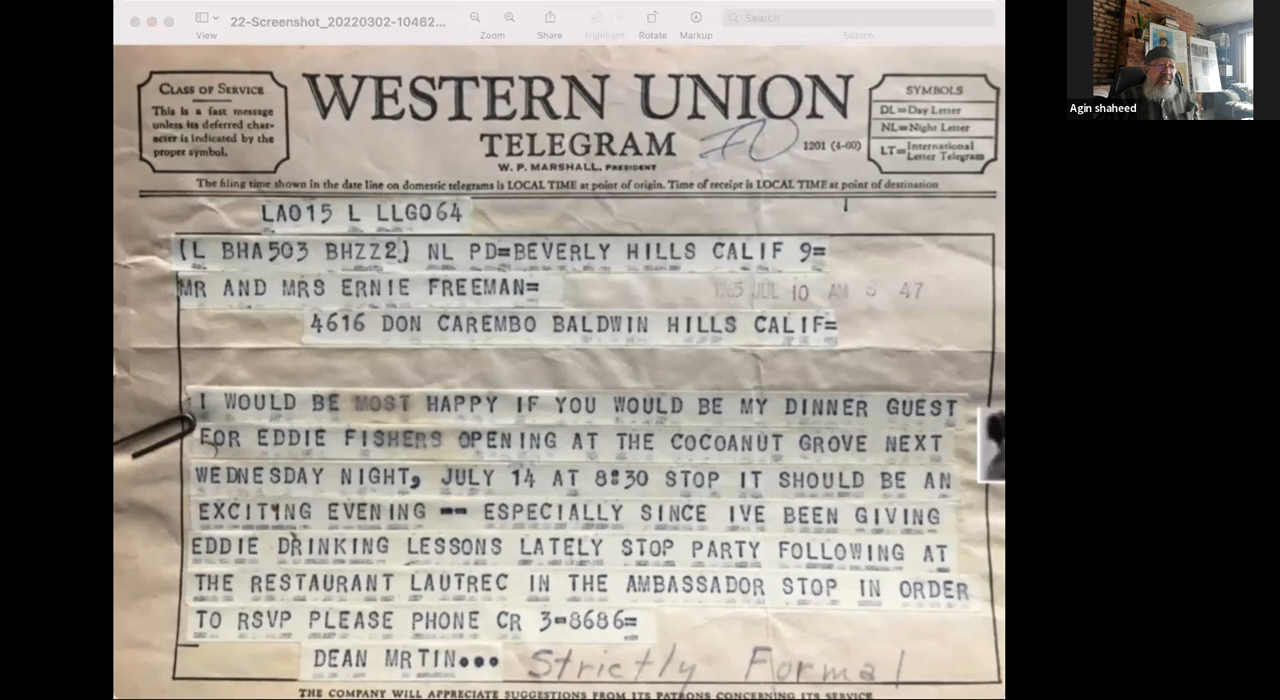 22-Screenshot_20220302-10462...
View
Zoom
Share
Highlight
Rotate
Markup
Search
Search
Agin shaheed
CLASS OF SERVICE
This is a fast message
unless its deferred char-
acter is indicated by the
proper symbol.
WESTERN UNION
TELEGRAM
W. P. MARSHALL, PRESIDENT
1201 (4-60)
SYMBOLS
DL=Day Letter
NL=Night Letter
LT=International Letter Telegram
The filing time shown in the date line on domestic telegrams is LOCAL TIME at point of origin. Time of receipt is LOCAL TIME at point of destination
LA015 L LLG064
(L BHA503 BHZZ2) NL PD=BEVERLY HILLS CALIF 9=
MR AND MRS ERNIE FREEMAN=
1965 JUL 10 AM 8 47
4616 DON CAREMBO BALDWIN HILLS CALIF=
I WOULD BE MOST HAPPY IF YOU WOULD BE MY DINNER GUEST
FOR EDDIE FISHERS OPENING AT THE COCOANUT GROVE NEXT
WEDNESDAY NIGHT, JULY 14 AT 8:30 STOP IT SHOULD BE AN
EXCITING EVENING -- ESPECIALLY SINCE IVE BEEN GIVING
EDDIE DRINKING LESSONS LATELY STOP PARTY FOLLOWING AT
THE RESTAURANT LAUTREC IN THE AMBASSADOR STOP IN ORDER
TO RSVP PLEASE PHONE CR 3-8686=
DEAN MRTIN...
Strictly Formal
THE COMPANY WILL APPRECIATE SUGGESTIONS FROM ITS PATRONS CONCERNING ITS SERVICE